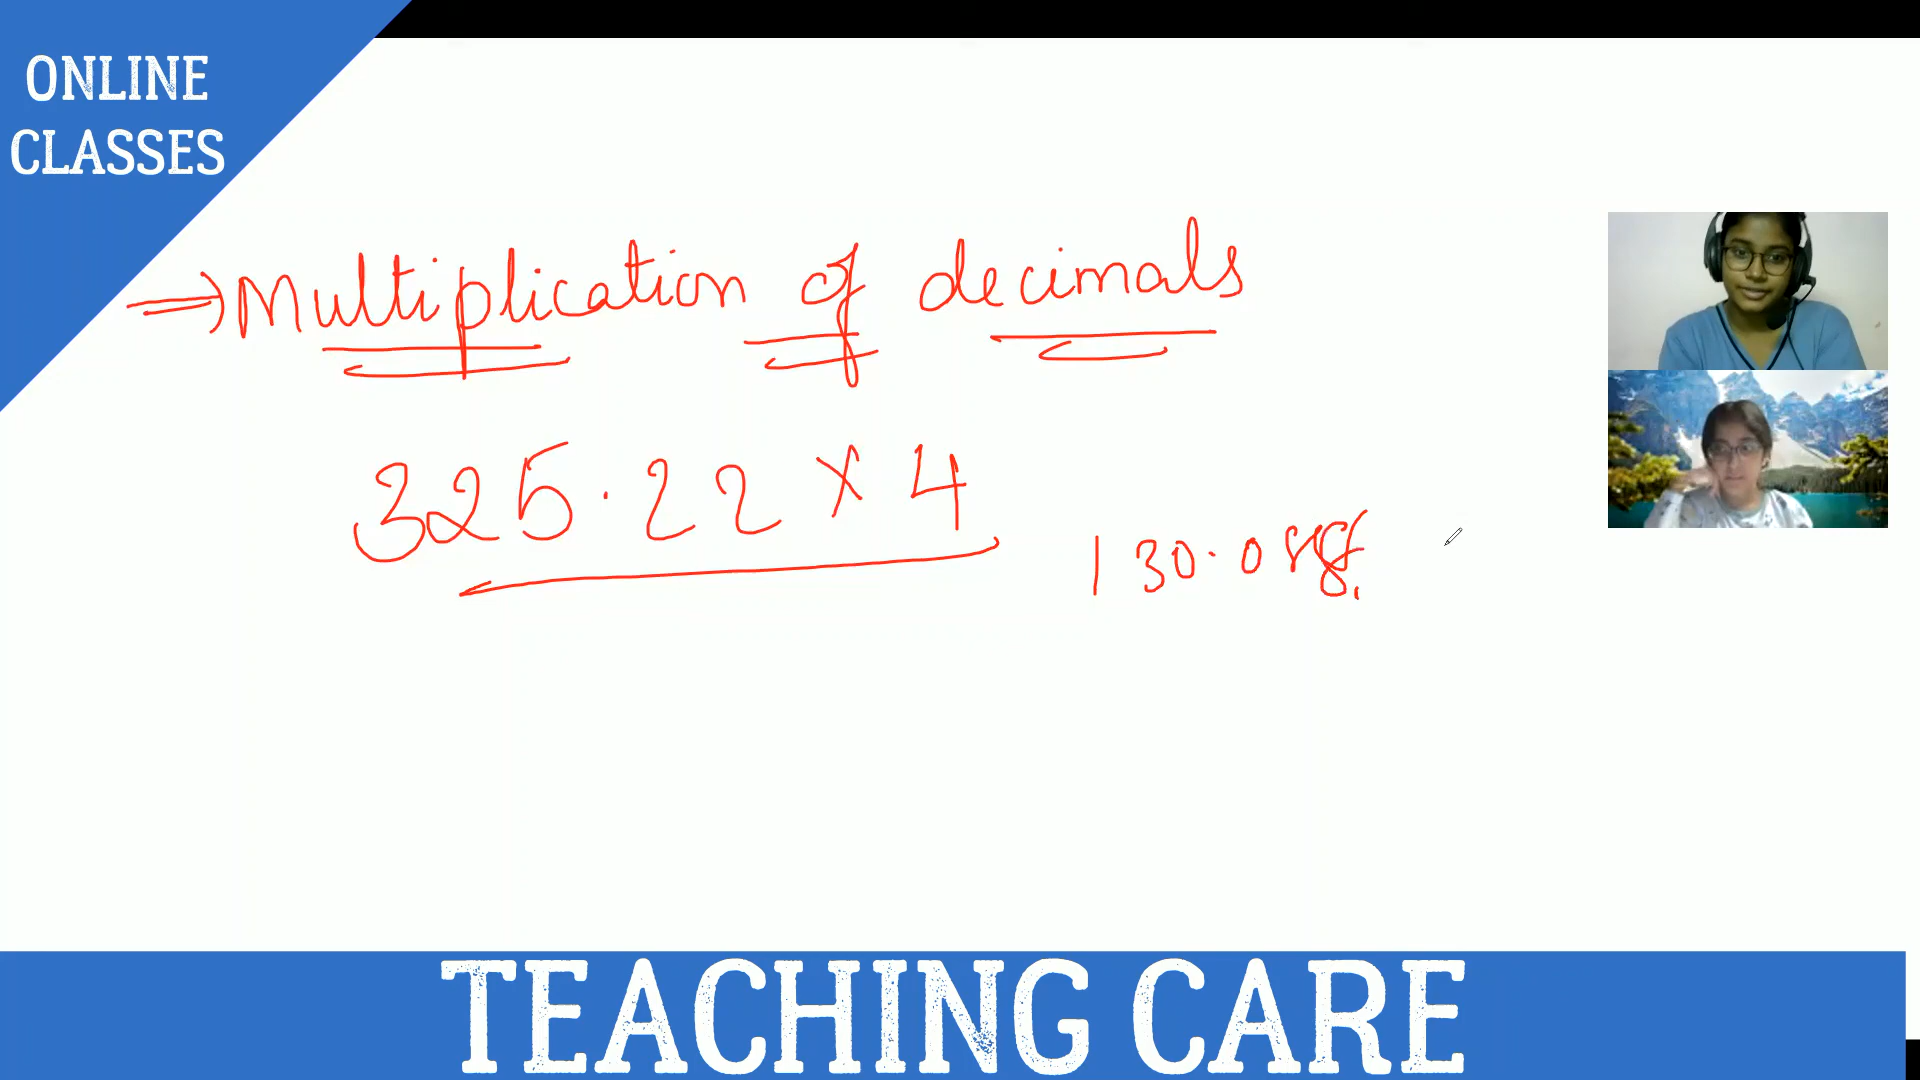 ONLINE
CLASSES
⇒ Multiplication of decimals
325.22 × 4
130.088
TEACHING CARE